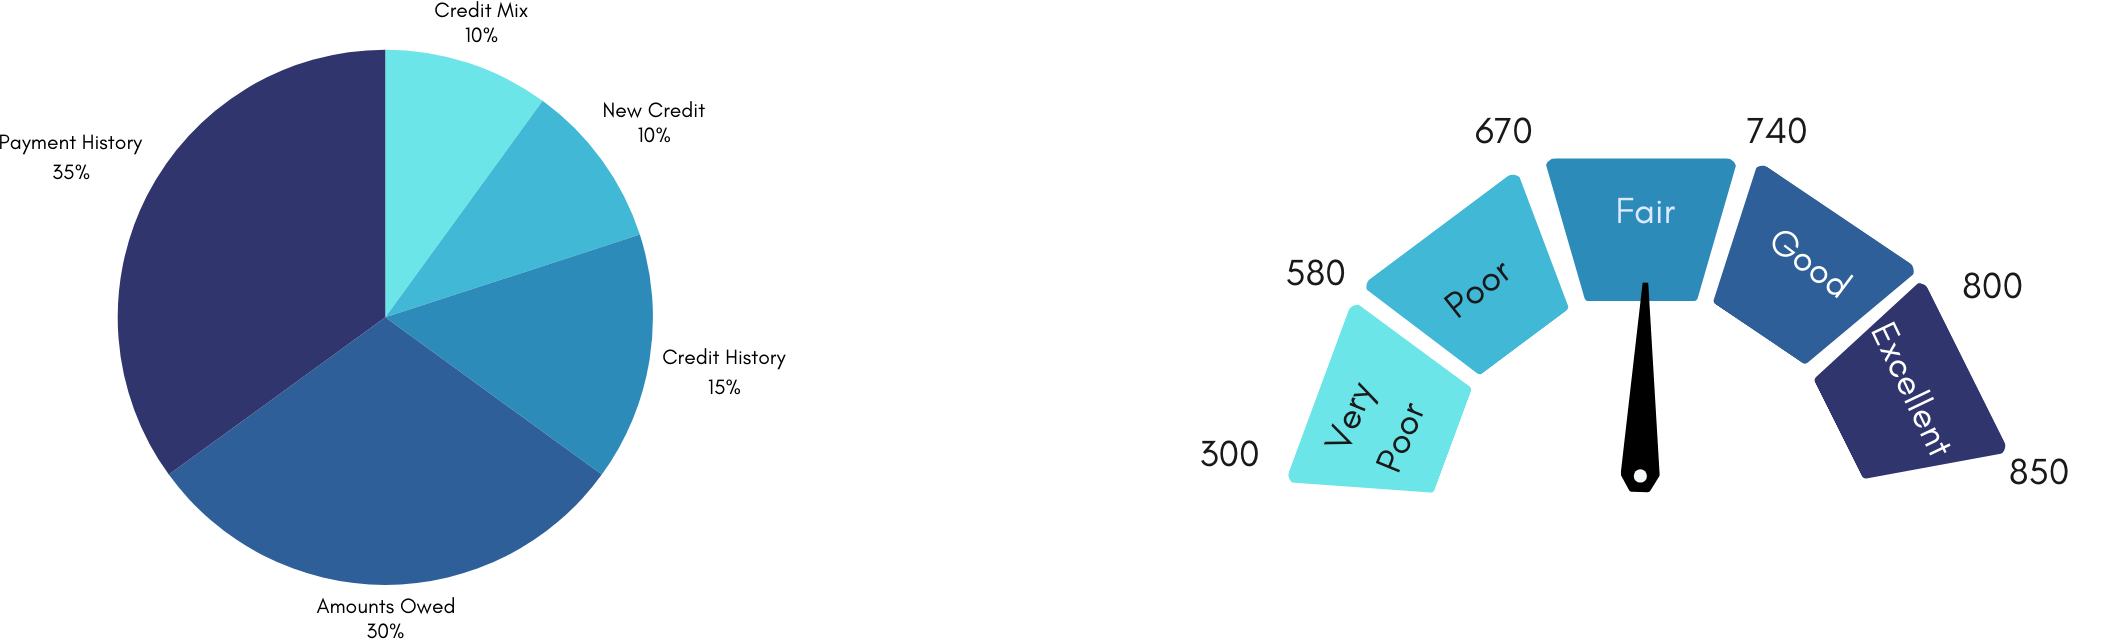 Credit Mix
10%
New Credit
10%
Payment History
35%
Credit History
15%
Amounts Owed
30%
300
580
670
740
800
850
Very
Poor
Poor
Fair
Good
Excellent